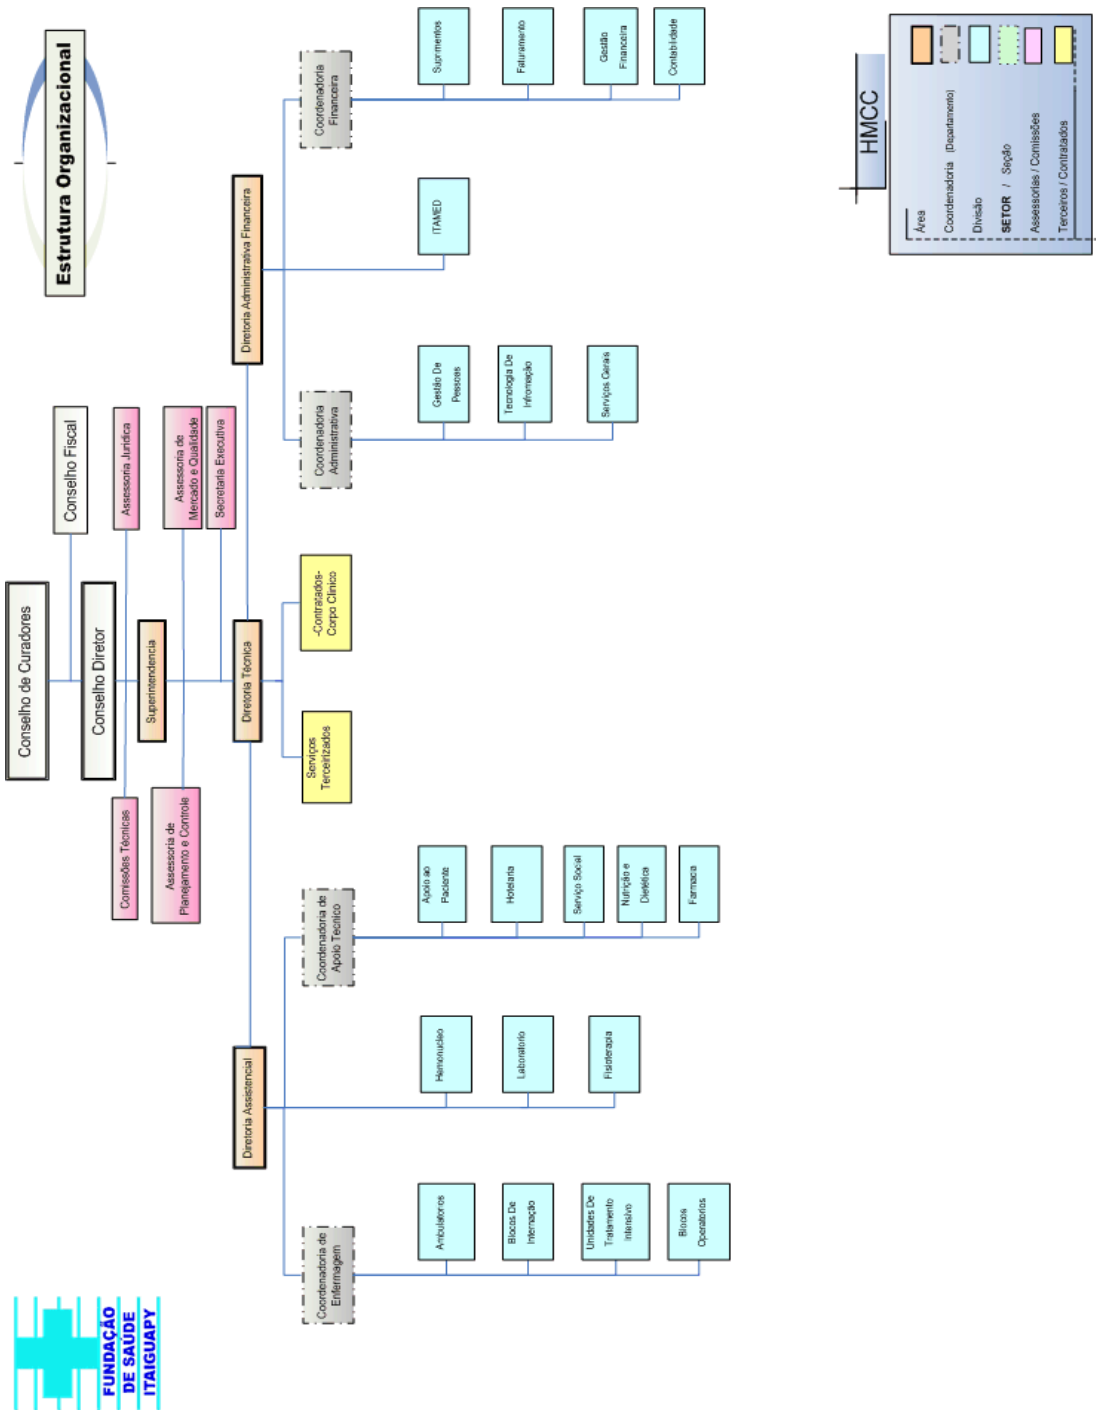 FUNDAÇÃO
DE SAÚDE
ITAIGUAPY
Estrutura Organizacional
Conselho de Curadores
Conselho Fiscal
Conselho Diretor
Comissões Técnicas
Assessoria Jurídica
Superintendencia
Assessoria de
Planejamento e Controle
Assessoria de
Mercado e Qualidade
Secretaria Executiva
Diretoria Assistencial
Diretoria Técnica
Diretoria Administrativa Financeira
Coordenadoria de
Enfermagem
Coordenadoria de
Apoio Tecnico
Serviços
Terceirizados
-Contratados-
Corpo Clinico
Coordenadoria
Administrativa
Coordenadoria
Financeira
Ambulatorios
Blocos De
Internação
Unidades De
Tratamento
Intensivo
Blocos
Operatorios
Hemonucleo
Laboratorio
Fisioterapia
Apoio ao
Paciente
Hotelaria
Serviço Social
Nutrição e
Dietética
Farmacia
Gestão De
Pessoas
Tecnologia De
Infromação
Serviços Gerais
ITAMED
Suprimentos
Faturamento
Gestão
Financeira
Contabilidade
HMCC
Área
Coordenadoria (Departamento)
Divisão
SETOR / Seção
Assessorias / Comissões
Terceiros / Contratados